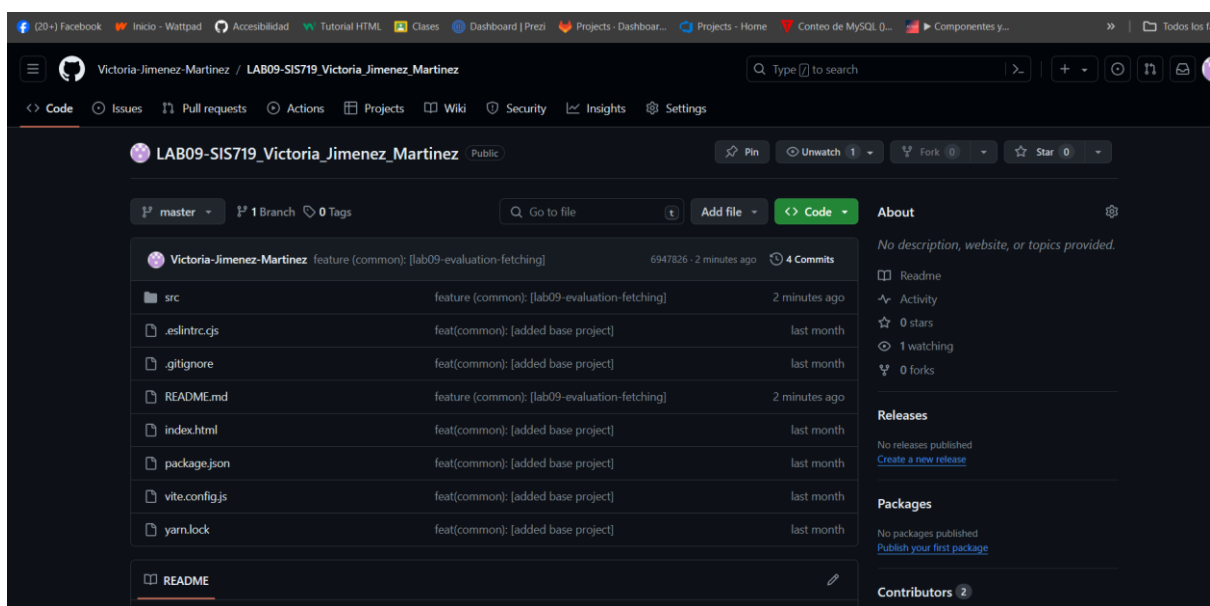 (20+) Facebook Inicio - Wattpad Accesibilidad Tutorial HTML Clases Dashboard | Prezi Projects · Dashboar... Projects - Home Conteo de MySQL ()... ▶ Componentes y... » Todos los f
Victoria-Jimenez-Martinez / LAB09-SIS719_Victoria_Jimenez_Martinez Type / to search
<> Code Issues Pull requests Actions Projects Wiki Security Insights Settings
LAB09-SIS719_Victoria_Jimenez_Martinez Public Pin Unwatch 1 Fork 0 Star 0
master 1 Branch 0 Tags Go to file t Add file <> Code
About
No description, website, or topics provided.
Victoria-Jimenez-Martinez feature (common): [lab09-evaluation-fetching] 6947826 · 2 minutes ago 4 Commits
src feature (common): [lab09-evaluation-fetching] 2 minutes ago
.eslintrc.cjs feat(common): [added base project] last month
.gitignore feat(common): [added base project] last month
README.md feature (common): [lab09-evaluation-fetching] 2 minutes ago
index.html feat(common): [added base project] last month
package.json feat(common): [added base project] last month
vite.config.js feat(common): [added base project] last month
yarn.lock feat(common): [added base project] last month
README
Readme
Activity
0 stars
1 watching
0 forks
Releases
No releases published
Create a new release
Packages
No packages published
Publish your first package
Contributors 2